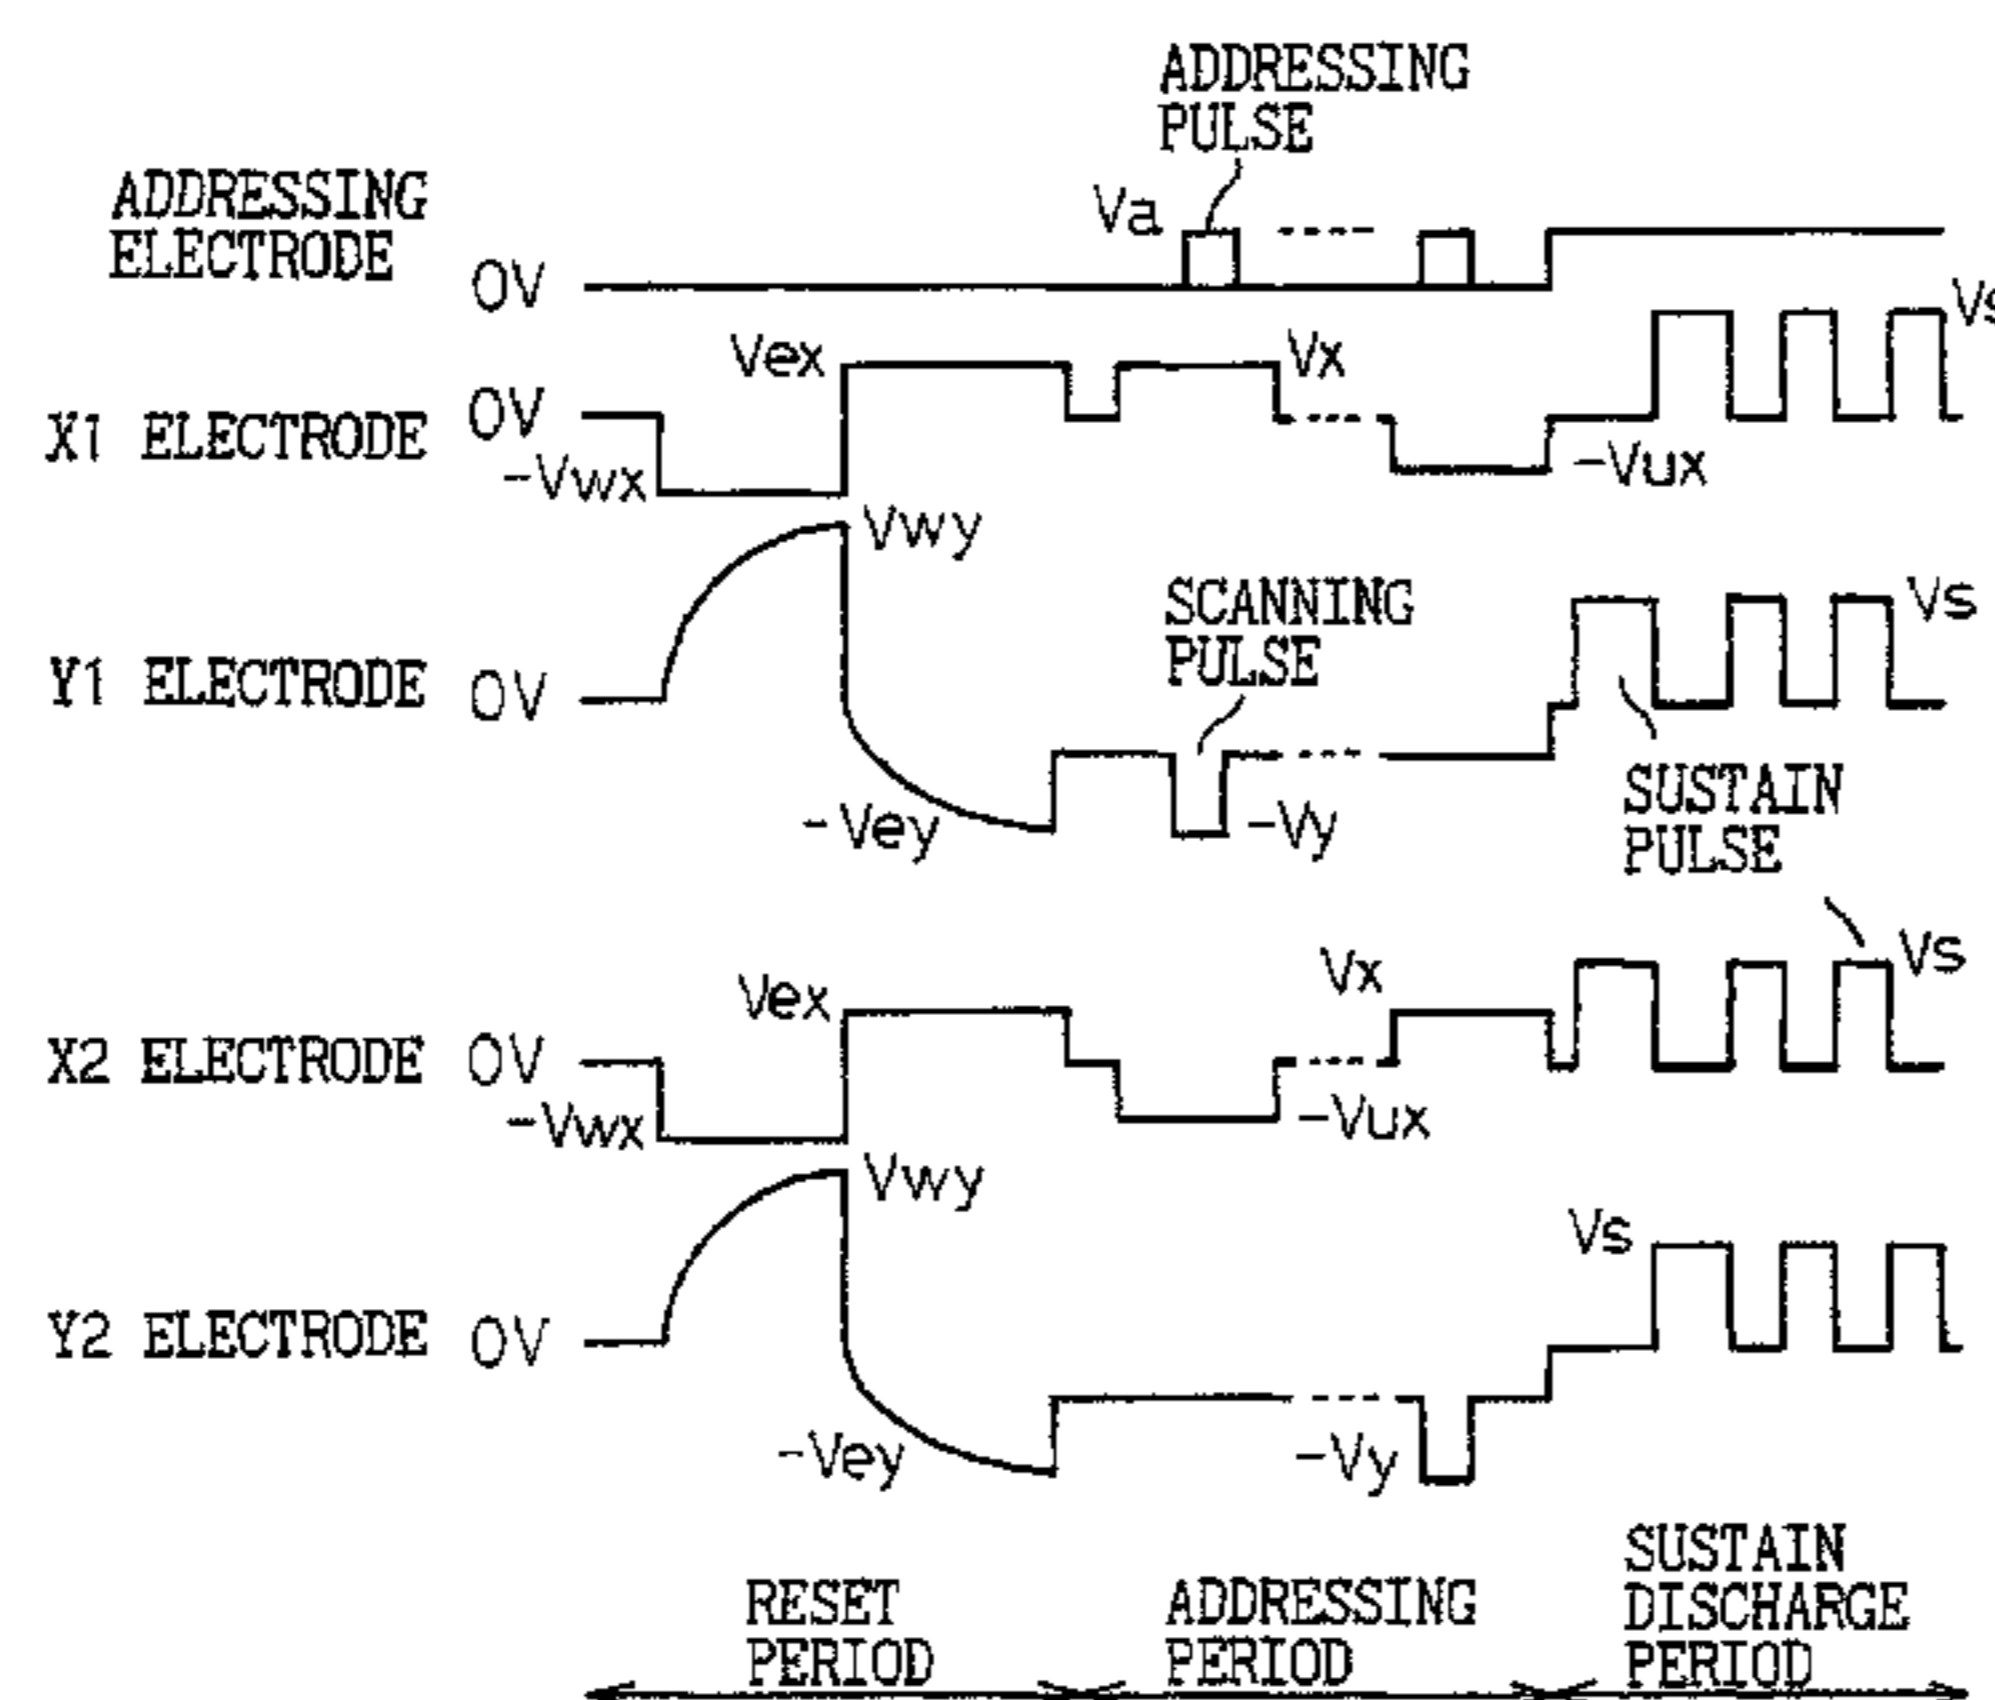 ADDRESSING
PULSE
ADDRESSING
ELECTRODE
Va
0V
Vs
Vex
Vx
X1 ELECTRODE
0V
-Vwx
-Vux
Vwy
SCANNING
PULSE
Vs
Y1 ELECTRODE
0V
-Vey
-Vy
SUSTAIN
PULSE
Vex
Vx
Vs
X2 ELECTRODE
0V
-Vwx
-Vux
Vwy
Vs
Y2 ELECTRODE
0V
-Vey
-Vy
RESET
PERIOD
ADDRESSING
PERIOD
SUSTAIN
DISCHARGE
PERIOD